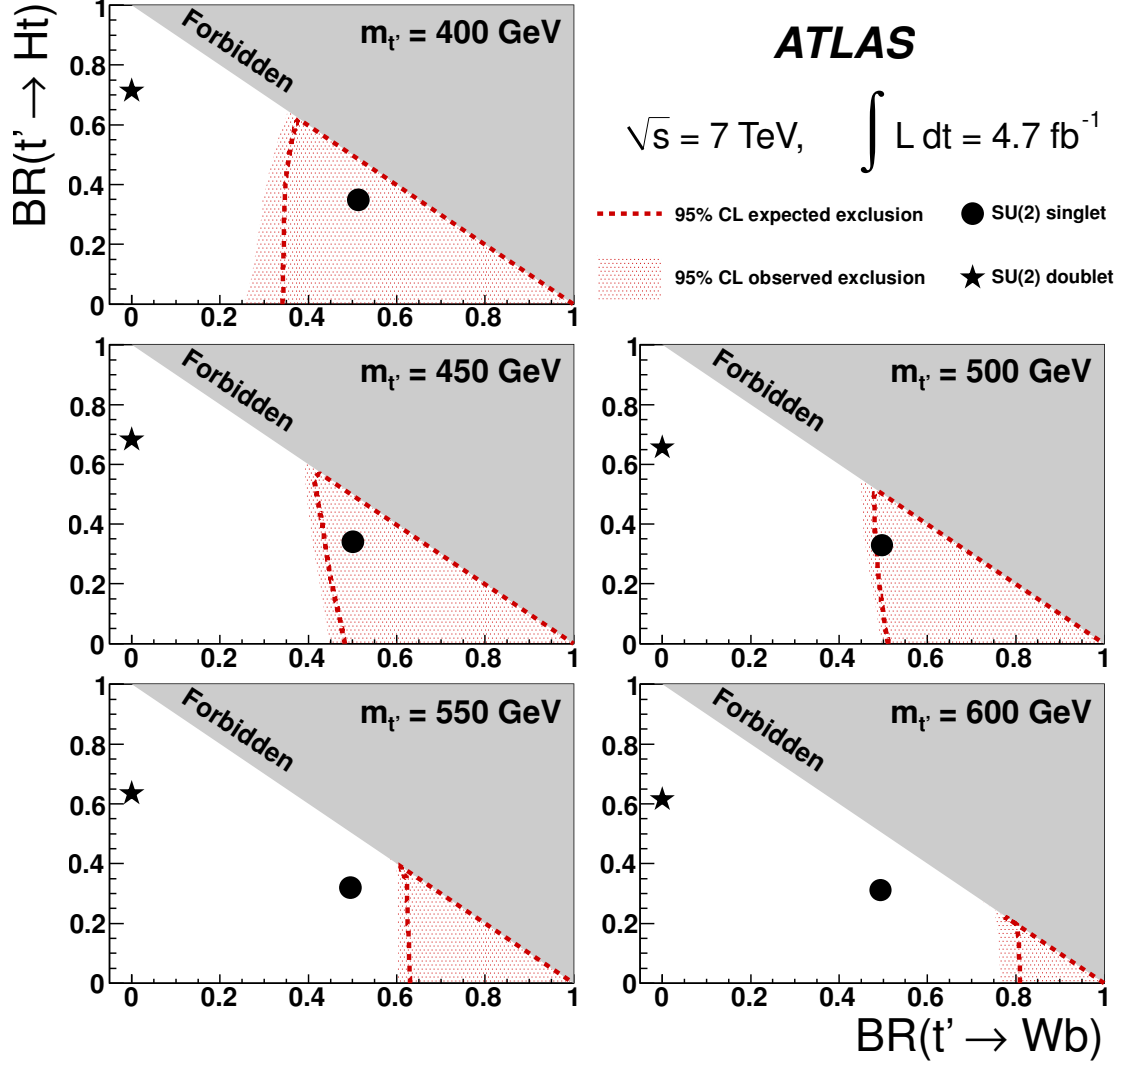 BR(t' → Ht)
1
0.8
0.6
0.4
0.2
0
Forbidden
m_t' = 400 GeV
0 0.2 0.4 0.6 0.8 1
ATLAS
√s = 7 TeV, ∫ L dt = 4.7 fb⁻¹
95% CL expected exclusion
SU(2) singlet
95% CL observed exclusion
SU(2) doublet
1
0.8
0.6
0.4
0.2
0
Forbidden
m_t' = 450 GeV
0 0.2 0.4 0.6 0.8 1
1
0.8
0.6
0.4
0.2
0
Forbidden
m_t' = 500 GeV
0 0.2 0.4 0.6 0.8 1
1
0.8
0.6
0.4
0.2
0
Forbidden
m_t' = 550 GeV
0 0.2 0.4 0.6 0.8 1
1
0.8
0.6
0.4
0.2
0
Forbidden
m_t' = 600 GeV
0 0.2 0.4 0.6 0.8 1
BR(t' → Wb)